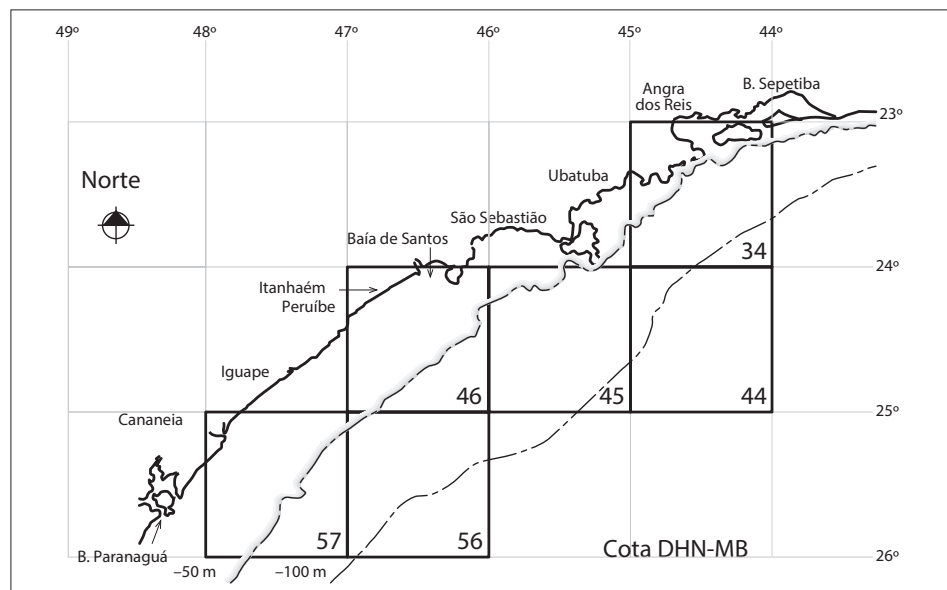 49º 48º 47º 46º 45º 44º
B. Sepetiba
Angra
dos Reis
23º
Norte
Ubatuba
São Sebastião
Baía de Santos
34
24º
Itanhaém
Peruíbe
Iguape
46
45
44
25º
Cananeia
B. Paranaguá
57
56
Cota DHN-MB
26º
–50 m
–100 m